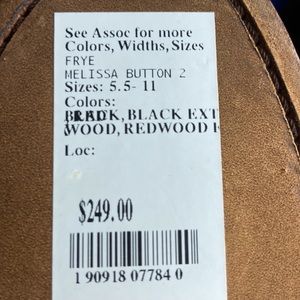 See Assoc for more
Colors, Widths, Sizes
FRYE
MELISSA BUTTON 2
Sizes: 5.5- 11
Colors:
BLACK, BLACK EXT
WOOD, REDWOOD
Loc:
$249.00
1 90918 07784 0